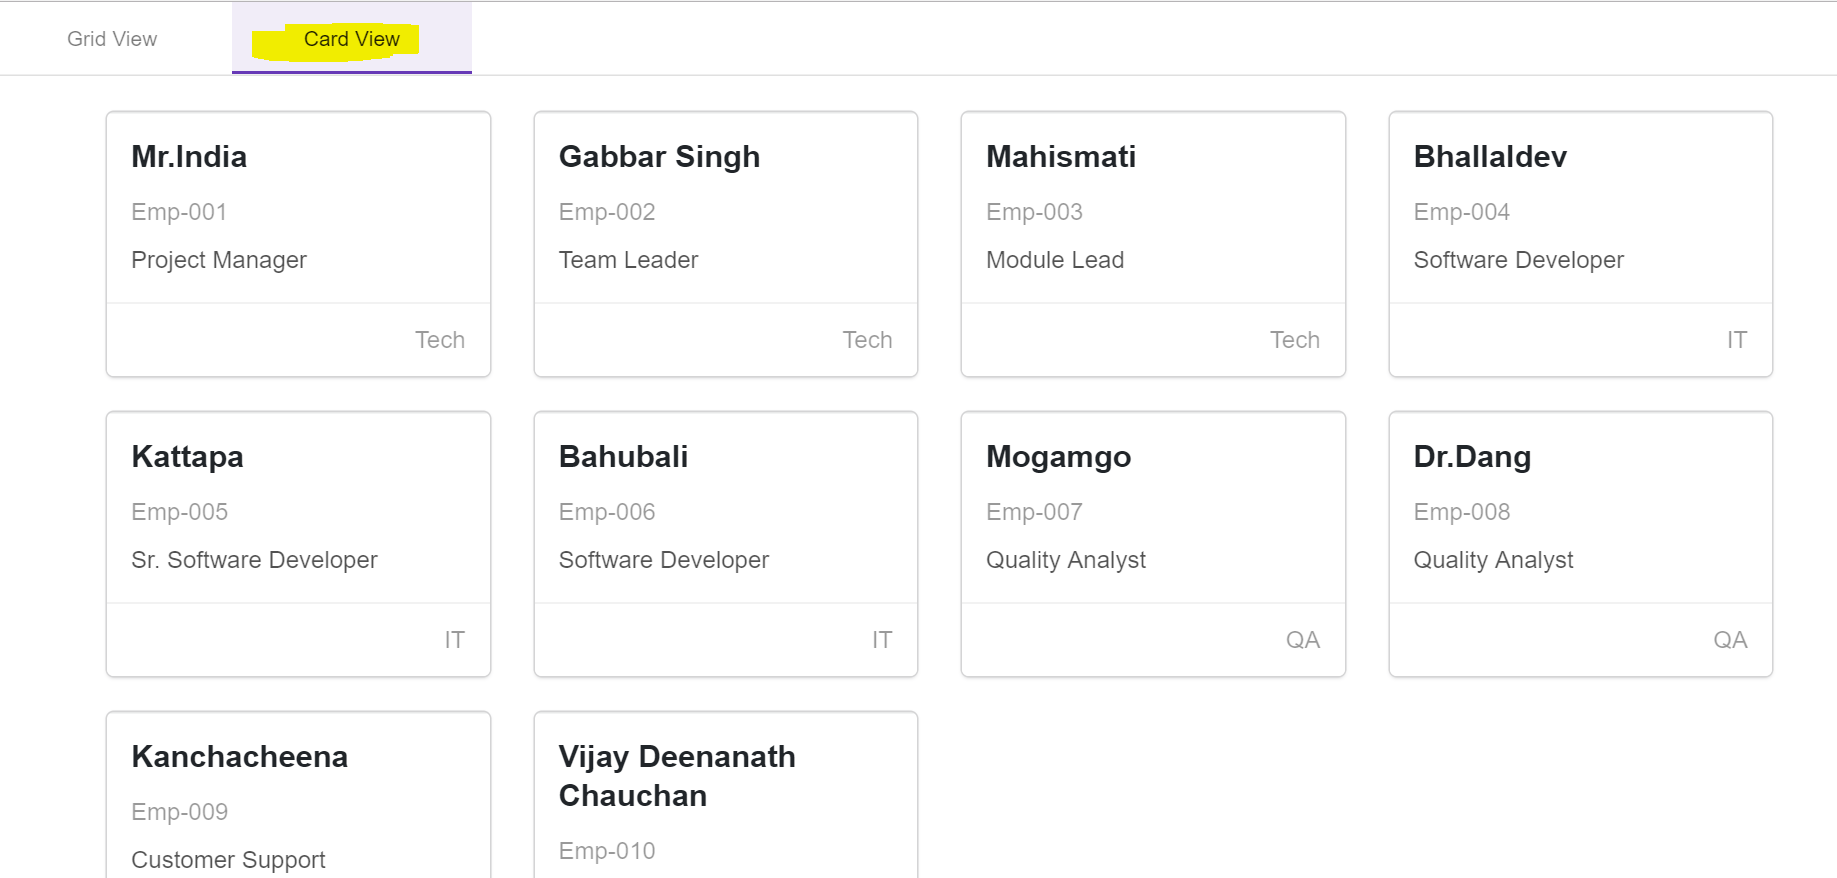 Grid View
Card View
Mr.India
Emp-001
Project Manager
Tech
Gabbar Singh
Emp-002
Team Leader
Tech
Mahismati
Emp-003
Module Lead
Tech
Bhallaldev
Emp-004
Software Developer
IT
Kattapa
Emp-005
Sr. Software Developer
IT
Bahubali
Emp-006
Software Developer
IT
Mogamgo
Emp-007
Quality Analyst
QA
Dr.Dang
Emp-008
Quality Analyst
QA
Kanchacheena
Emp-009
Customer Support
Vijay Deenanath
Chauchan
Emp-010